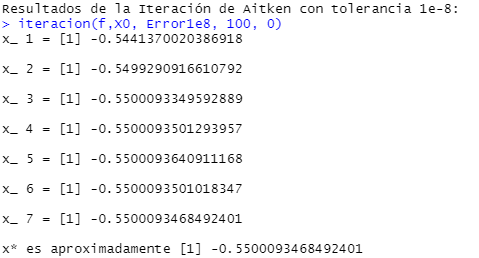 Resultados de la Iteración de Aitken con tolerancia 1e-8:
> iteracion(f,X0, Error1e8, 100, 0)
x_ 1 = [1] -0.5441370020386918
x_ 2 = [1] -0.5499290916610792
x_ 3 = [1] -0.5500093349592889
x_ 4 = [1] -0.5500093501293957
x_ 5 = [1] -0.5500093640911168
x_ 6 = [1] -0.5500093501018347
x_ 7 = [1] -0.5500093468492401
x* es aproximadamente [1] -0.5500093468492401